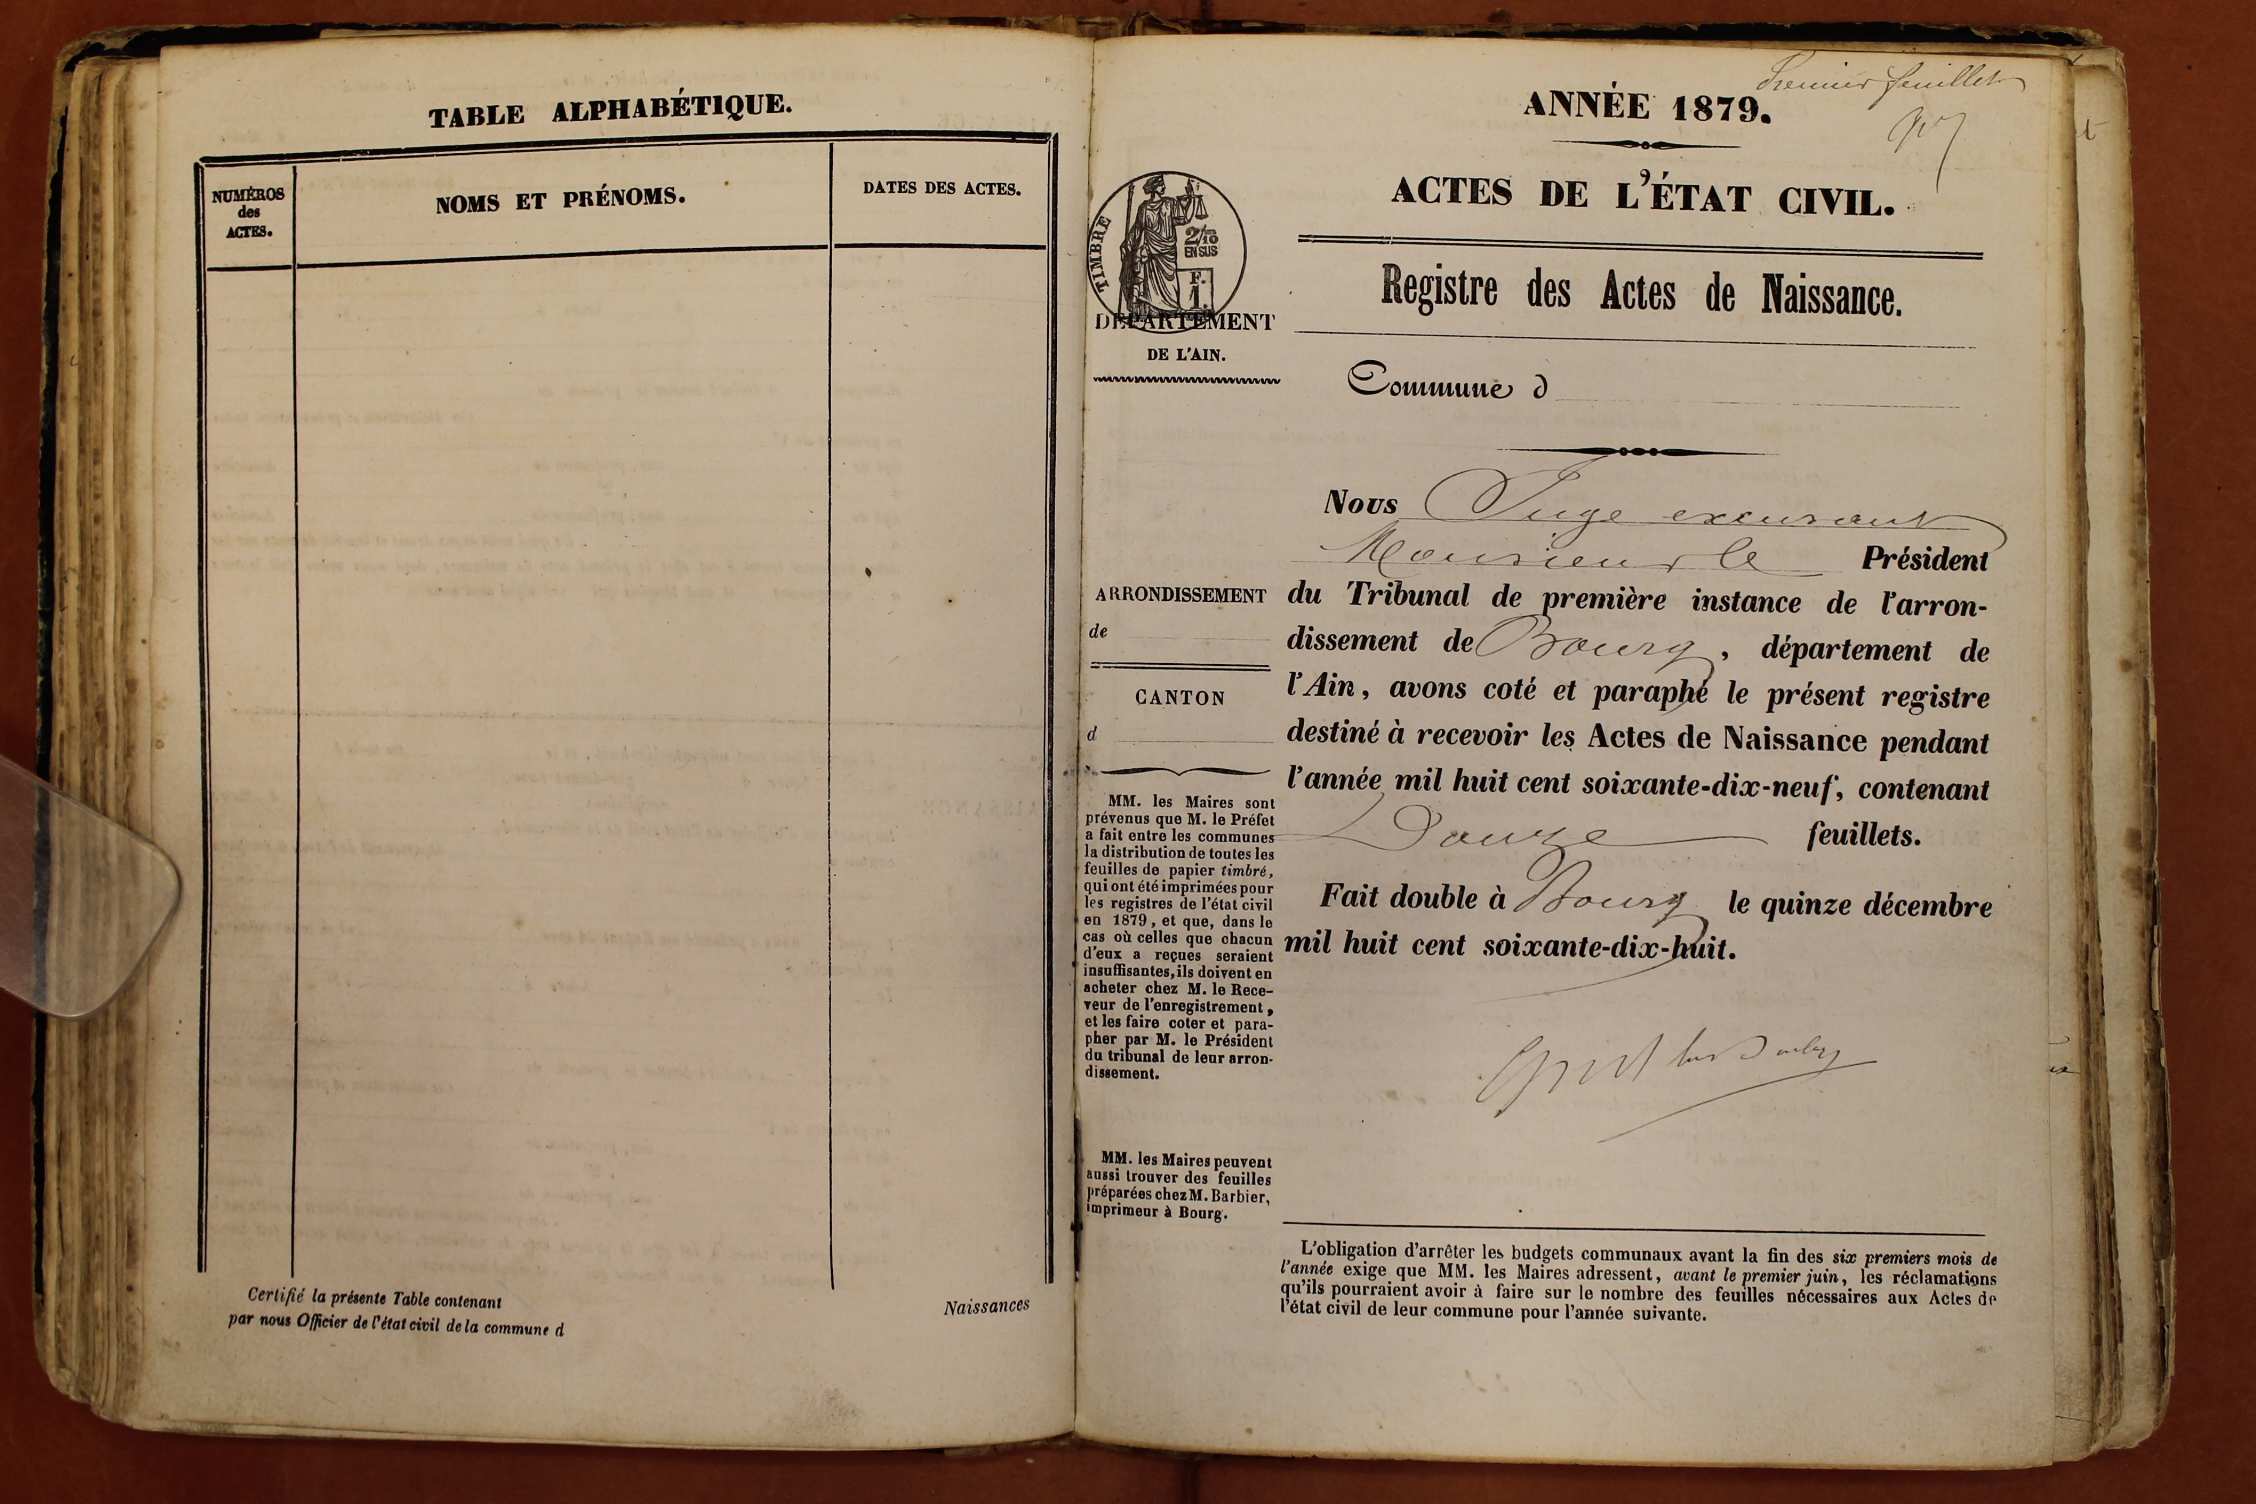 TABLE ALPHABÉTIQUE.
NUMÉROS
des
ACTES.
NOMS ET PRÉNOMS.
DATES DES ACTES.
Certifié la présente Table contenant
Naissances
par nous Officier de l'état civil de la commune d
Premier feuillet
ANNÉE 1879.
ACTES DE L'ÉTAT CIVIL.
Registre des Actes de Naissance.
TIMBRE
2/10
EN SUS
F.
1.
DÉPARTEMENT
DE L'AIN.
Commune d
ARRONDISSEMENT
de
CANTON
d
MM. les Maires sont
prévenus que M. le Préfet
a fait entre les communes
la distribution de toutes les
feuilles de papier timbré,
qui ont été imprimées pour
les registres de l'état civil
en 1879, et que, dans le
cas où celles que chacun
d'eux a reçues seraient
insuffisantes, ils doivent en
acheter chez M. le Rece-
veur de l'enregistrement,
et les faire coter et para-
pher par M. le Président
du tribunal de leur arron-
dissement.
MM. les Maires peuvent
aussi trouver des feuilles
préparées chez M. Barbier,
imprimeur à Bourg.
Nous Juge excusant
Monsieur le Président
du Tribunal de première instance de l'arron-
dissement de Bourg, département de
l'Ain, avons coté et paraphé le présent registre
destiné à recevoir les Actes de Naissance pendant
l'année mil huit cent soixante-dix-neuf, contenant
Douze feuillets.
Fait double à Bourg le quinze décembre
mil huit cent soixante-dix-huit.
L'obligation d'arrêter les budgets communaux avant la fin des six premiers mois de
l'année exige que MM. les Maires adressent, avant le premier juin, les réclamations
qu'ils pourraient avoir à faire sur le nombre des feuilles nécessaires aux Actes de
l'état civil de leur commune pour l'année suivante.